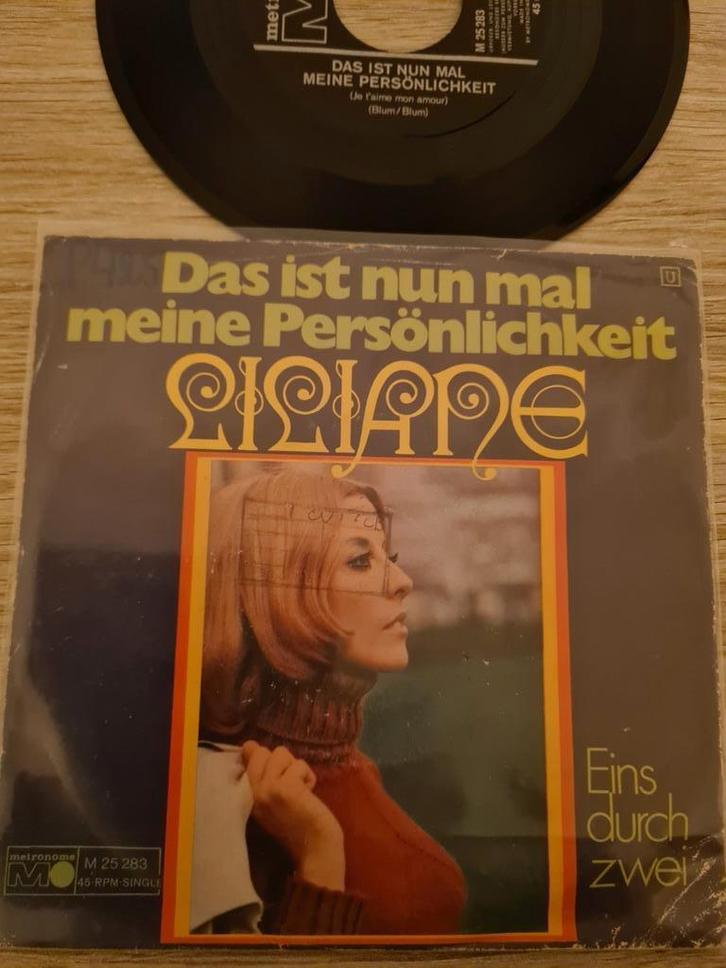 M 25 283
45
DAS IST NUN MAL
MEINE PERSÖNLICHKEIT
(Je t'aime mon amour)
(Blum/Blum)
Das ist nun mal
meine Persönlichkeit
LILIANE
U
Eins
durch
zwei
metronome
M 25 283
45-RPM-SINGLE